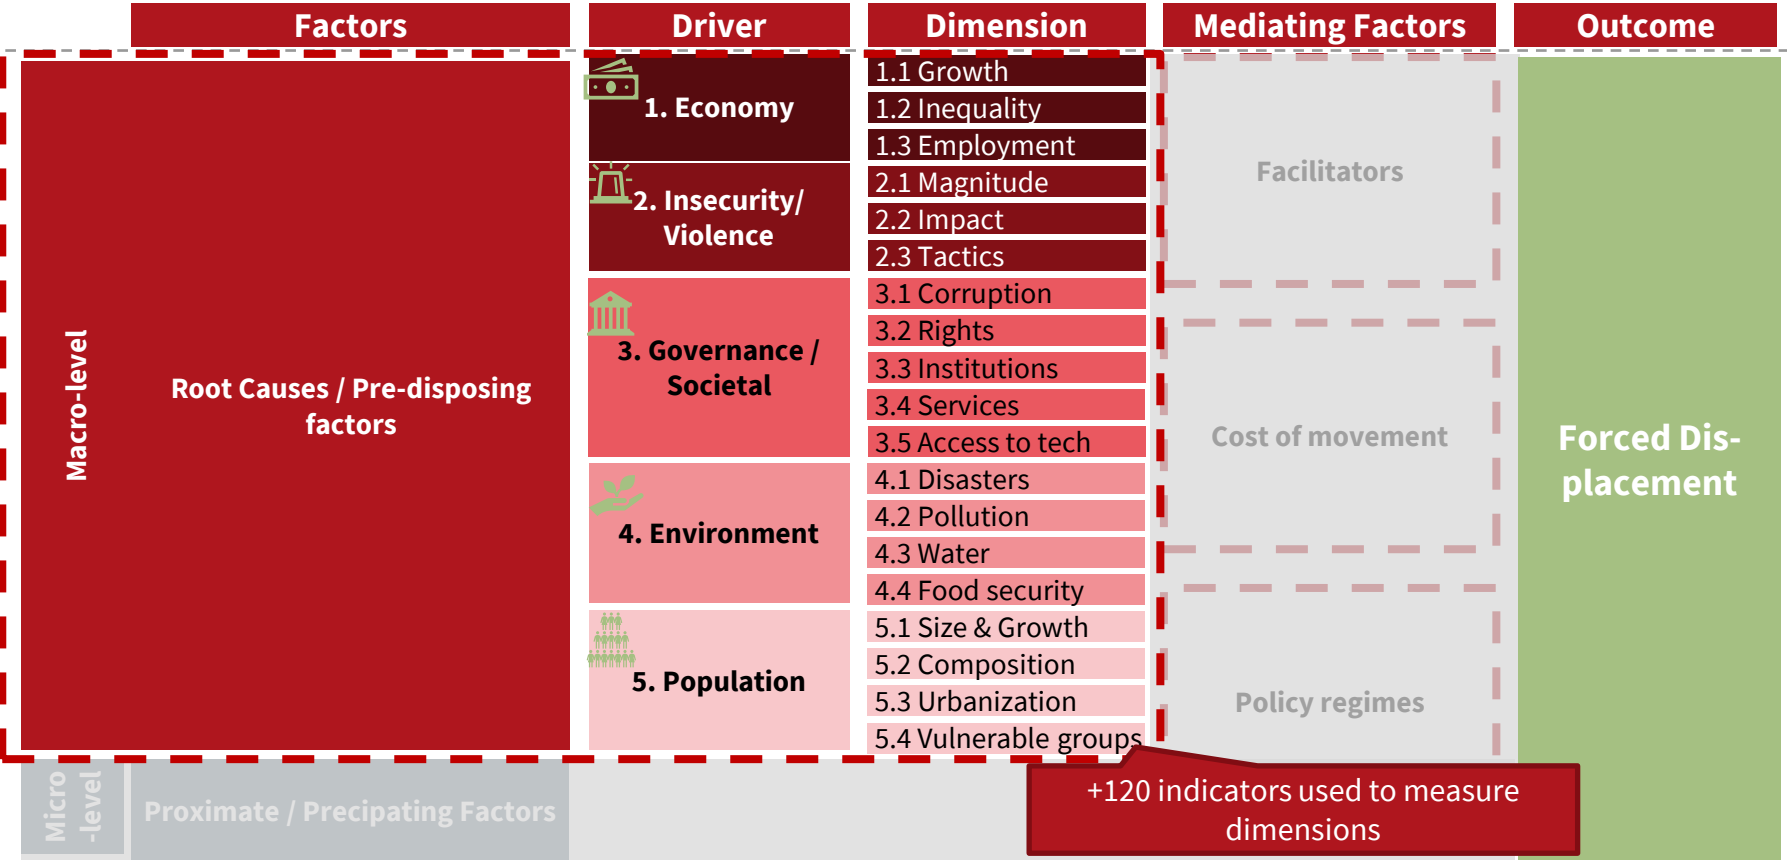 Factors
Driver
Dimension
Mediating Factors
Outcome
Macro-level
Root Causes / Pre-disposing
factors
1. Economy
2. Insecurity/
Violence
3. Governance /
Societal
4. Environment
5. Population
1.1 Growth
1.2 Inequality
1.3 Employment
2.1 Magnitude
2.2 Impact
2.3 Tactics
3.1 Corruption
3.2 Rights
3.3 Institutions
3.4 Services
3.5 Access to tech
4.1 Disasters
4.2 Pollution
4.3 Water
4.4 Food security
5.1 Size & Growth
5.2 Composition
5.3 Urbanization
5.4 Vulnerable groups
Facilitators
Cost of movement
Policy regimes
Forced Dis-
placement
Micro
-level
Proximate / Precipating Factors
+120 indicators used to measure
dimensions